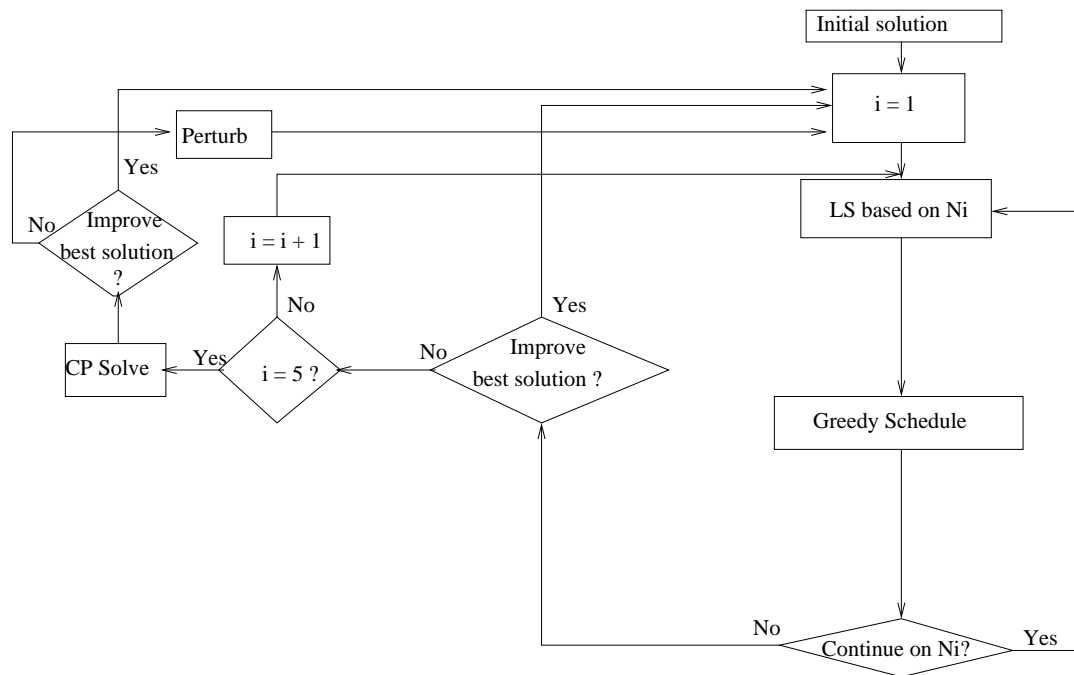 Initial solution
i = 1
Perturb
Yes
LS based on Ni
No
Improve
best solution
?
i = i + 1
Yes
No
CP Solve
Yes
i = 5 ?
No
Improve
best solution ?
Greedy Schedule
No
Continue on Ni?
Yes